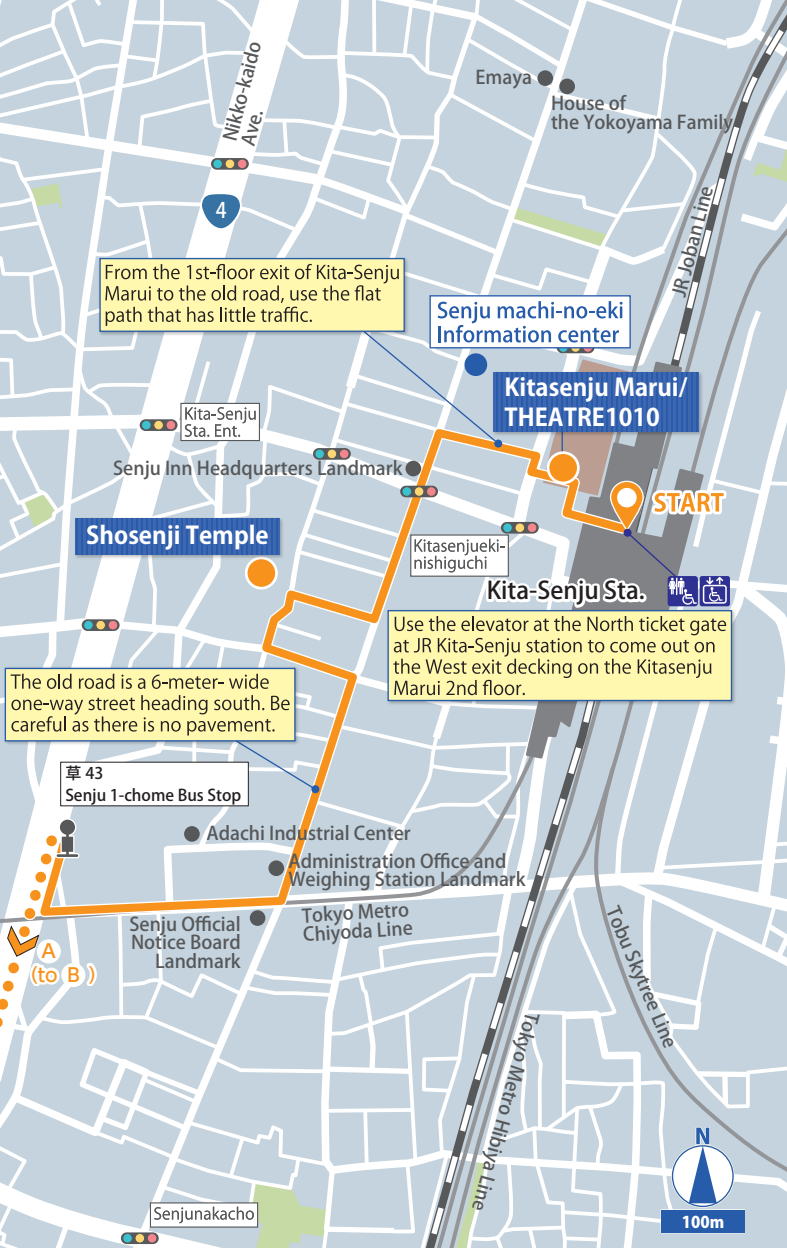 Nikko-kaido
Ave.
4
Emaya
House of
the Yokoyama Family
JR Joban Line
From the 1st-floor exit of Kita-Senju
Marui to the old road, use the flat
path that has little traffic.
Senju machi-no-eki
Information center
Kitasenju Marui/
THEATRE1010
Kita-Senju
Sta. Ent.
Senju Inn Headquarters Landmark
START
Shosenji Temple
Kitasenjueki-
nishiguchi
Kita-Senju Sta.
Use the elevator at the North ticket gate
at JR Kita-Senju station to come out on
the West exit decking on the Kitasenju
Marui 2nd floor.
The old road is a 6-meter- wide
one-way street heading south. Be
careful as there is no pavement.
草 43
Senju 1-chome Bus Stop
Adachi Industrial Center
Administration Office and
Weighing Station Landmark
Senju Official
Notice Board
Landmark
Tokyo Metro
Chiyoda Line
A
(to B )
Tobu Skytree Line
Tokyo Metro Hibiya Line
Senjunakacho
N
100m